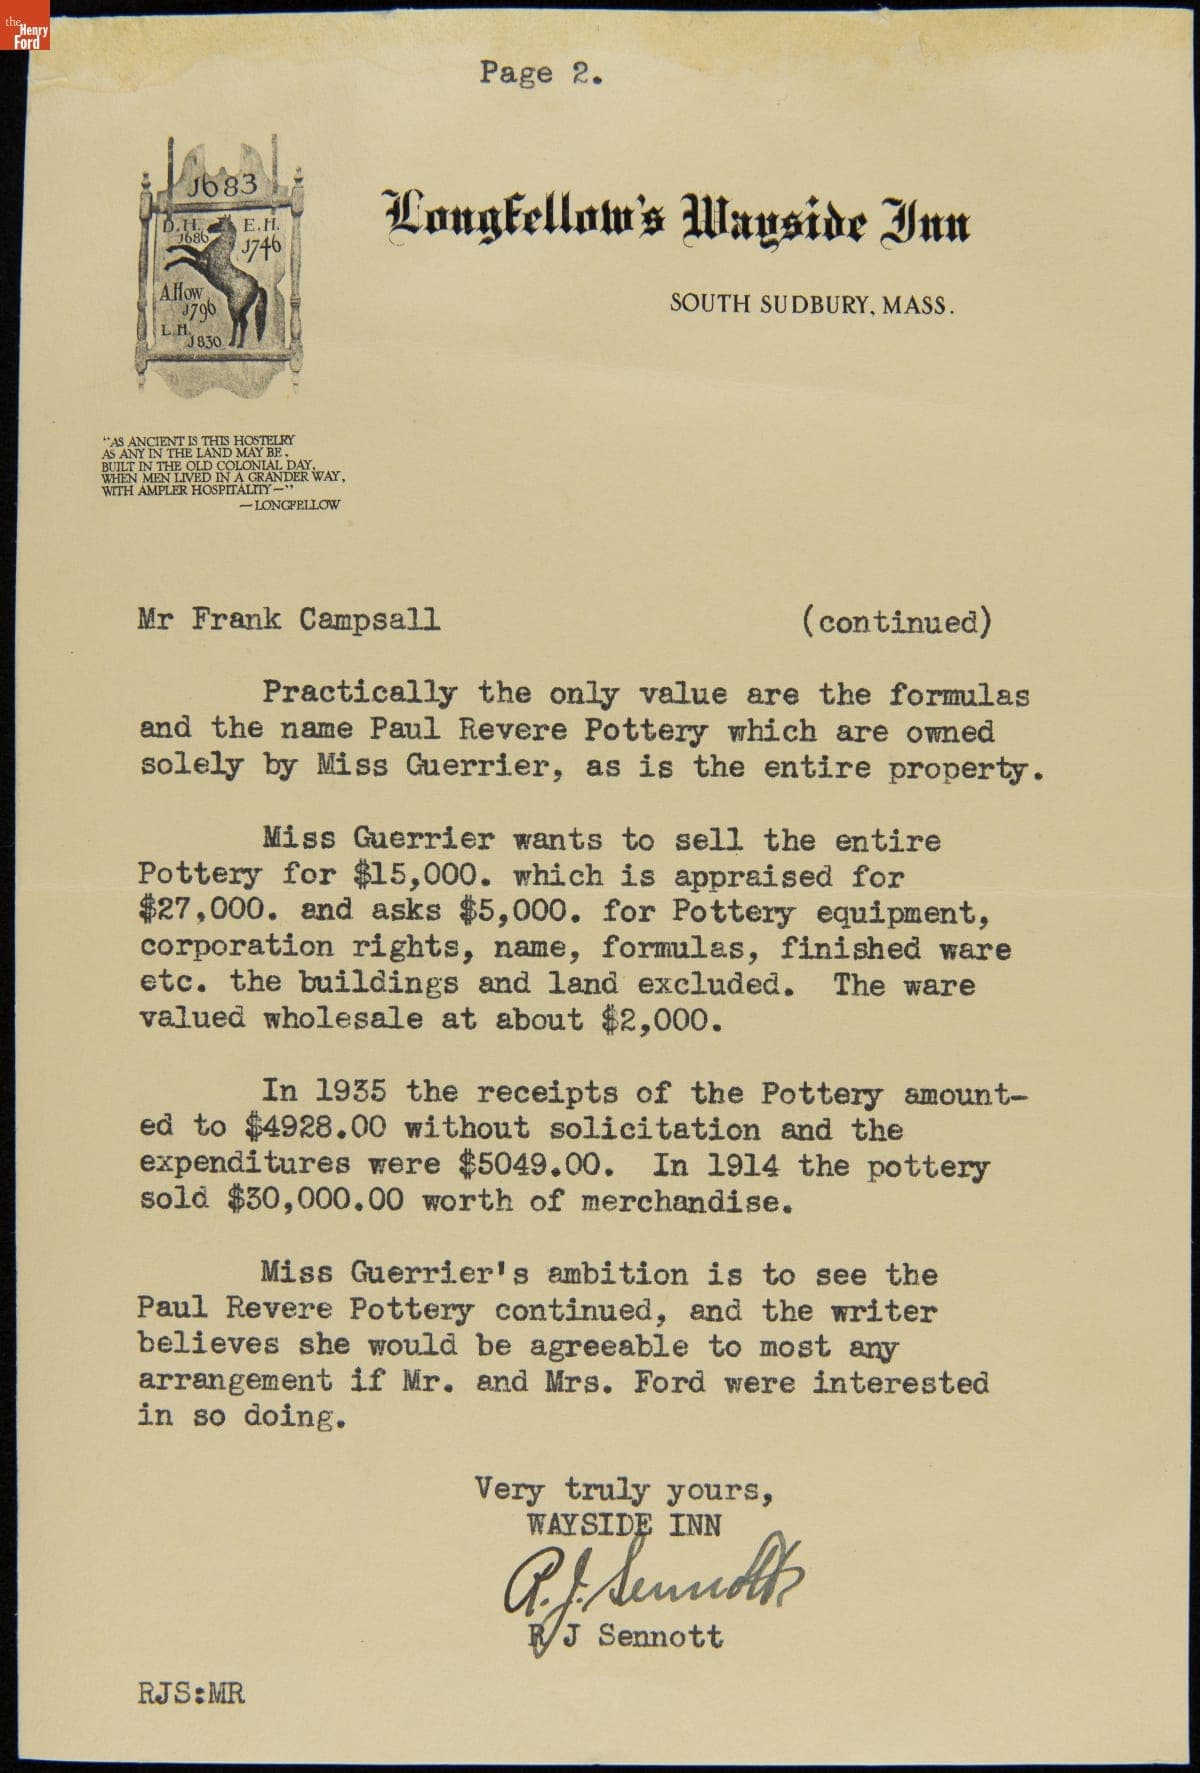 the
Henry
Ford
Page 2.
1683
D.H. E.H.
1686 1746
A How
1796
L.H.
1830
Longfellow's Wayside Inn
SOUTH SUDBURY, MASS.
"AS ANCIENT IS THIS HOSTELRY
AS ANY IN THE LAND MAY BE,
BUILT IN THE OLD COLONIAL DAY,
WHEN MEN LIVED IN A GRANDER WAY,
WITH AMPLER HOSPITALITY—"
—LONGFELLOW
Mr Frank Campsall (continued)
Practically the only value are the formulas
and the name Paul Revere Pottery which are owned
solely by Miss Guerrier, as is the entire property.
Miss Guerrier wants to sell the entire
Pottery for $15,000. which is appraised for
$27,000. and asks $5,000. for Pottery equipment,
corporation rights, name, formulas, finished ware
etc. the buildings and land excluded. The ware
valued wholesale at about $2,000.
In 1935 the receipts of the Pottery amount-
ed to $4928.00 without solicitation and the
expenditures were $5049.00. In 1914 the pottery
sold $30,000.00 worth of merchandise.
Miss Guerrier's ambition is to see the
Paul Revere Pottery continued, and the writer
believes she would be agreeable to most any
arrangement if Mr. and Mrs. Ford were interested
in so doing.
Very truly yours,
WAYSIDE INN
R. J. Sennott
R J Sennott
RJS:MR